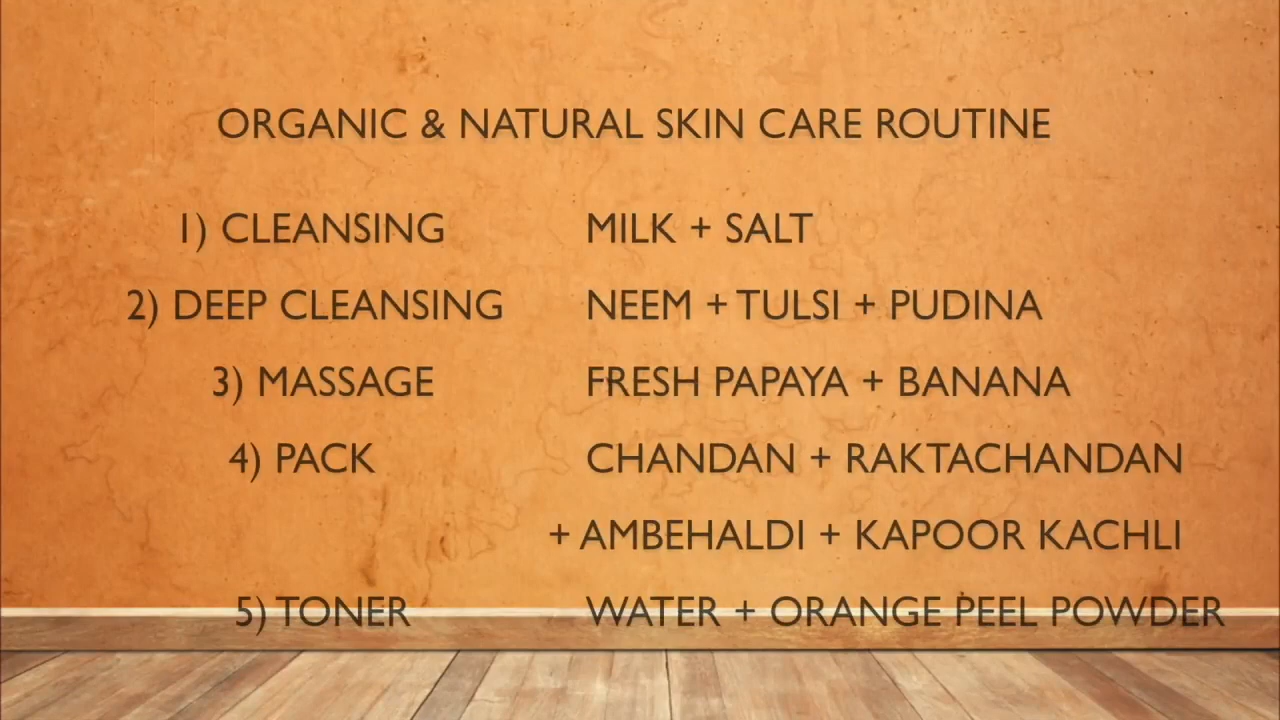 ORGANIC & NATURAL SKIN CARE ROUTINE
1) CLEANSING MILK + SALT
2) DEEP CLEANSING NEEM + TULSI + PUDINA
3) MASSAGE FRESH PAPAYA + BANANA
4) PACK CHANDAN + RAKTACHANDAN
+ AMBEHALDI + KAPOOR KACHLI
5) TONER WATER + ORANGE PEEL POWDER